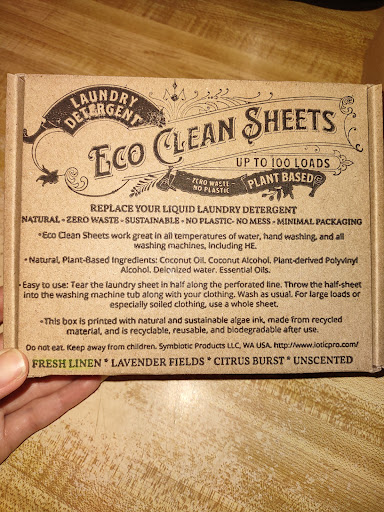 LAUNDRY
DETERGENT
ECO CLEAN SHEETS
UP TO 100 LOADS
ZERO WASTE
NO PLASTIC
PLANT BASED
REPLACE YOUR LIQUID LAUNDRY DETERGENT
NATURAL - ZERO WASTE - SUSTAINABLE - NO PLASTIC- NO MESS - MINIMAL PACKAGING
*Eco Clean Sheets work great in all temperatures of water, hand washing, and all
washing machines, including HE.
- Natural, Plant-Based Ingredients: Coconut Oil. Coconut Alcohol. Plant-derived Polyvinyl
Alcohol. Deionized water. Essential Oils.
- Easy to use: Tear the laundry sheet in half along the perforated line. Throw the half-sheet
into the washing machine tub along with your clothing. Wash as usual. For large loads or
especially soiled clothing, use a whole sheet.
*This box is printed with natural and sustainable algae ink, made from recycled
material, and is recyclable, reusable, and biodegradable after use.
Do not eat. Keep away from children. Symbiotic Products LLC, WA USA. http://www.ioticpro.com/
FRESH LINEN * LAVENDER FIELDS * CITRUS BURST * UNSCENTED